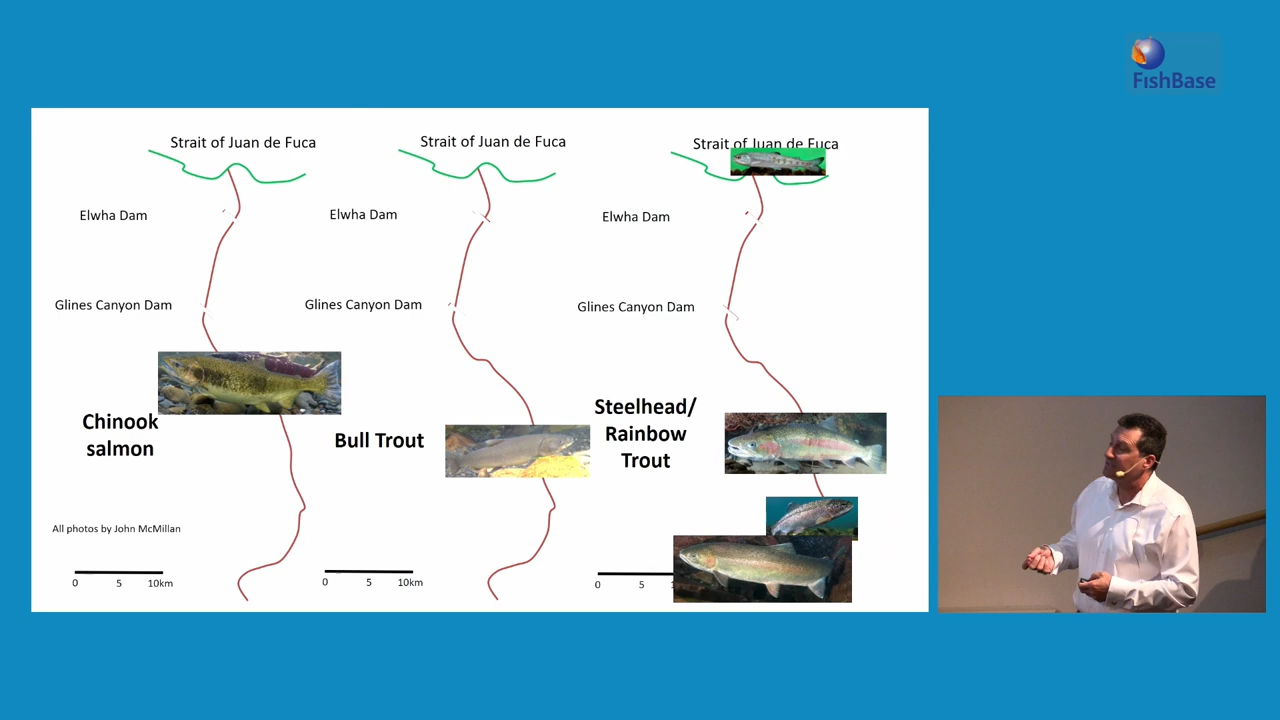 FishBase
Strait of Juan de Fuca
Strait of Juan de Fuca
Strait of Juan de Fuca
Elwha Dam
Elwha Dam
Elwha Dam
Glines Canyon Dam
Glines Canyon Dam
Glines Canyon Dam
Chinook
salmon
Bull Trout
Steelhead/
Rainbow
Trout
All photos by John McMillan
0 5 10km
0 5 10km
0 5